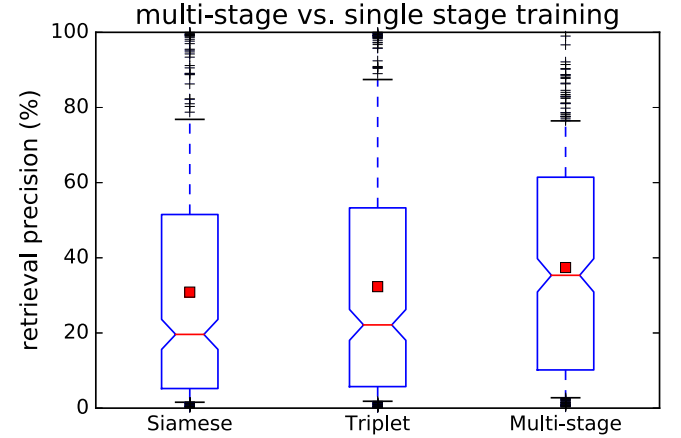 multi-stage vs. single stage training
retrieval precision (%)
100
80
60
40
20
0
Siamese Triplet Multi-stage